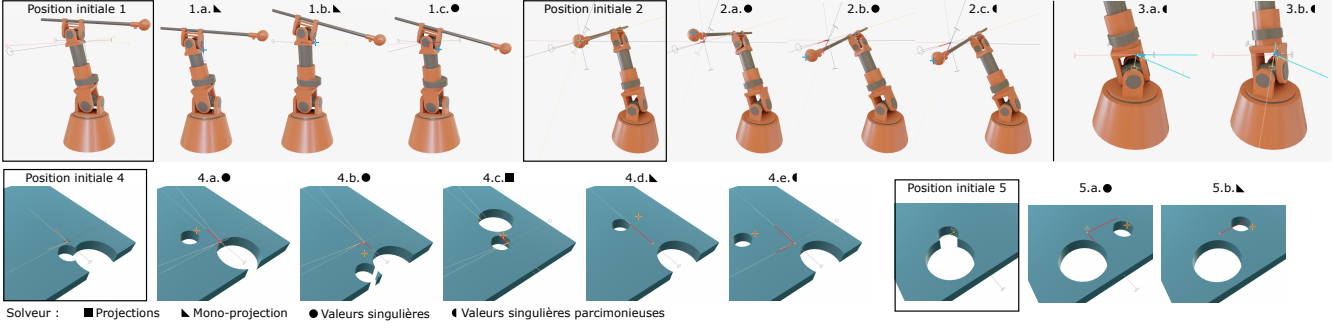 Position initiale 1
1.a.
1.b.
1.c.
Position initiale 2
2.a.
2.b.
2.c.
3.a.
3.b.
Position initiale 4
4.a.
4.b.
4.c.
4.d.
4.e.
Position initiale 5
5.a.
5.b.
Solveur : Projections Mono-projection Valeurs singulières Valeurs singulières parcimonieuses